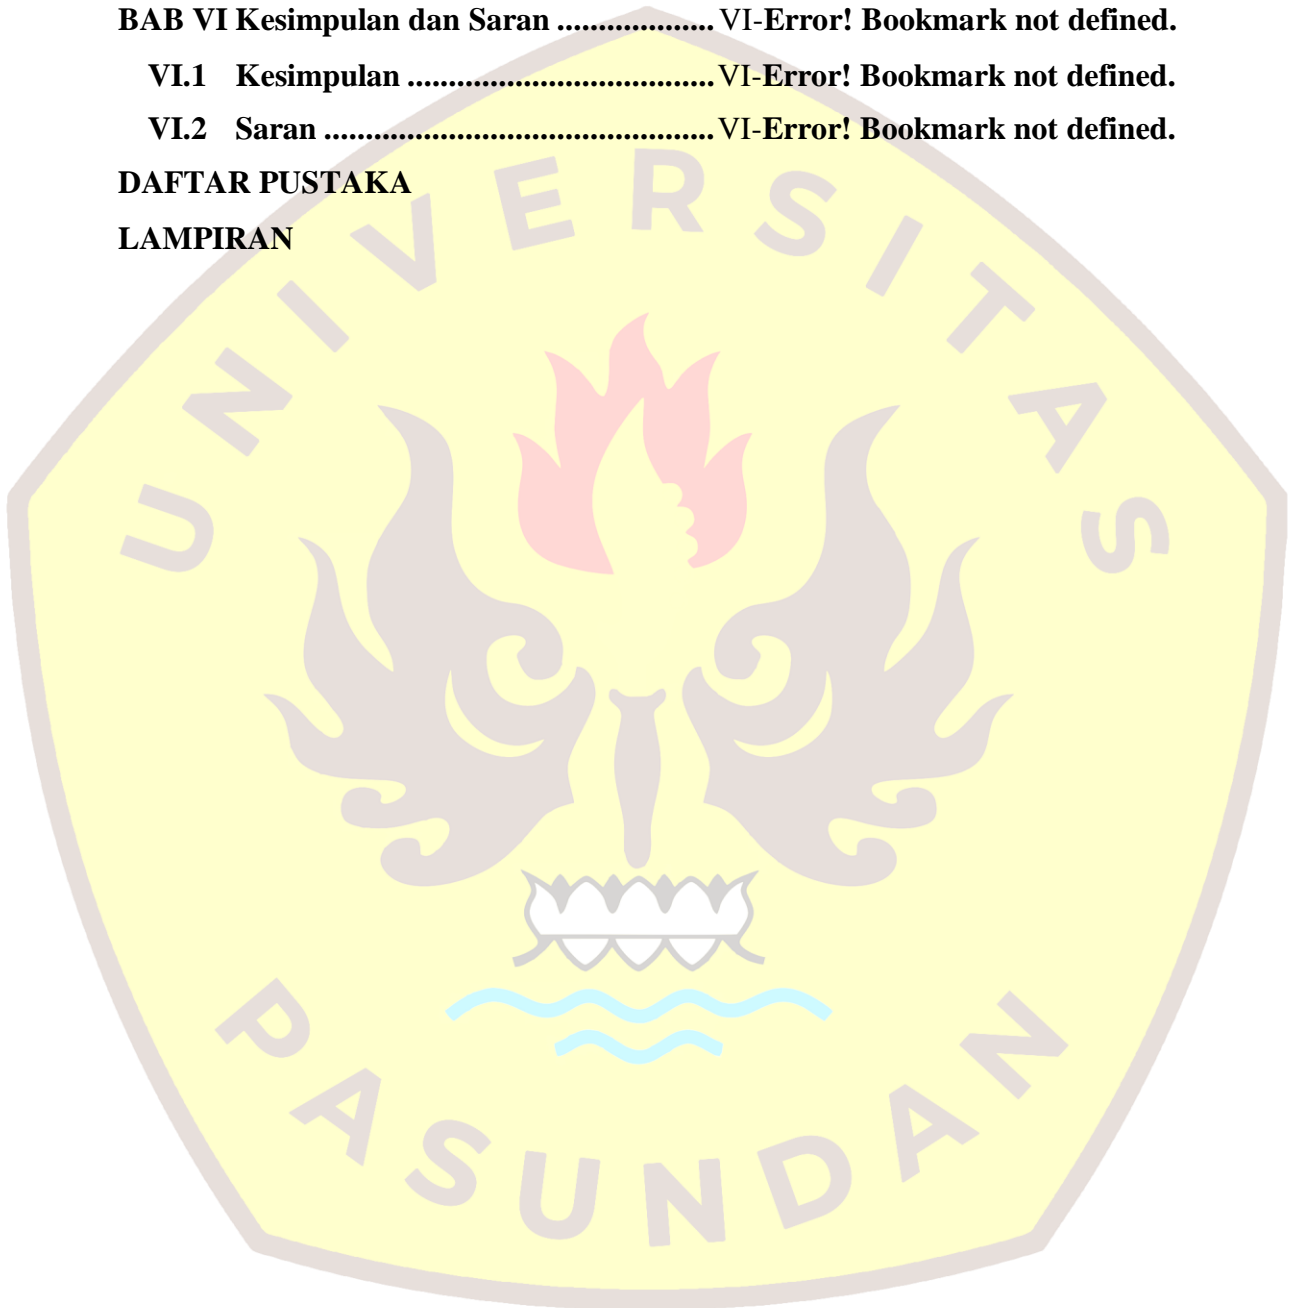 BAB VI Kesimpulan dan Saran ................... VI-Error! Bookmark not defined.
VI.1 Kesimpulan ..................................... VI-Error! Bookmark not defined.
VI.2 Saran ............................................... VI-Error! Bookmark not defined.
DAFTAR PUSTAKA
LAMPIRAN
UNIVERSITAS
PASUNDAN